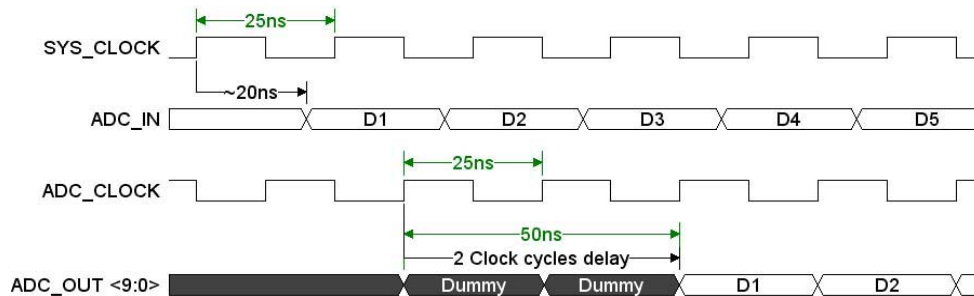 25ns
SYS_CLOCK
~20ns
ADC_IN D1 D2 D3 D4 D5
25ns
ADC_CLOCK
50ns
2 Clock cycles delay
ADC_OUT <9:0> Dummy Dummy D1 D2